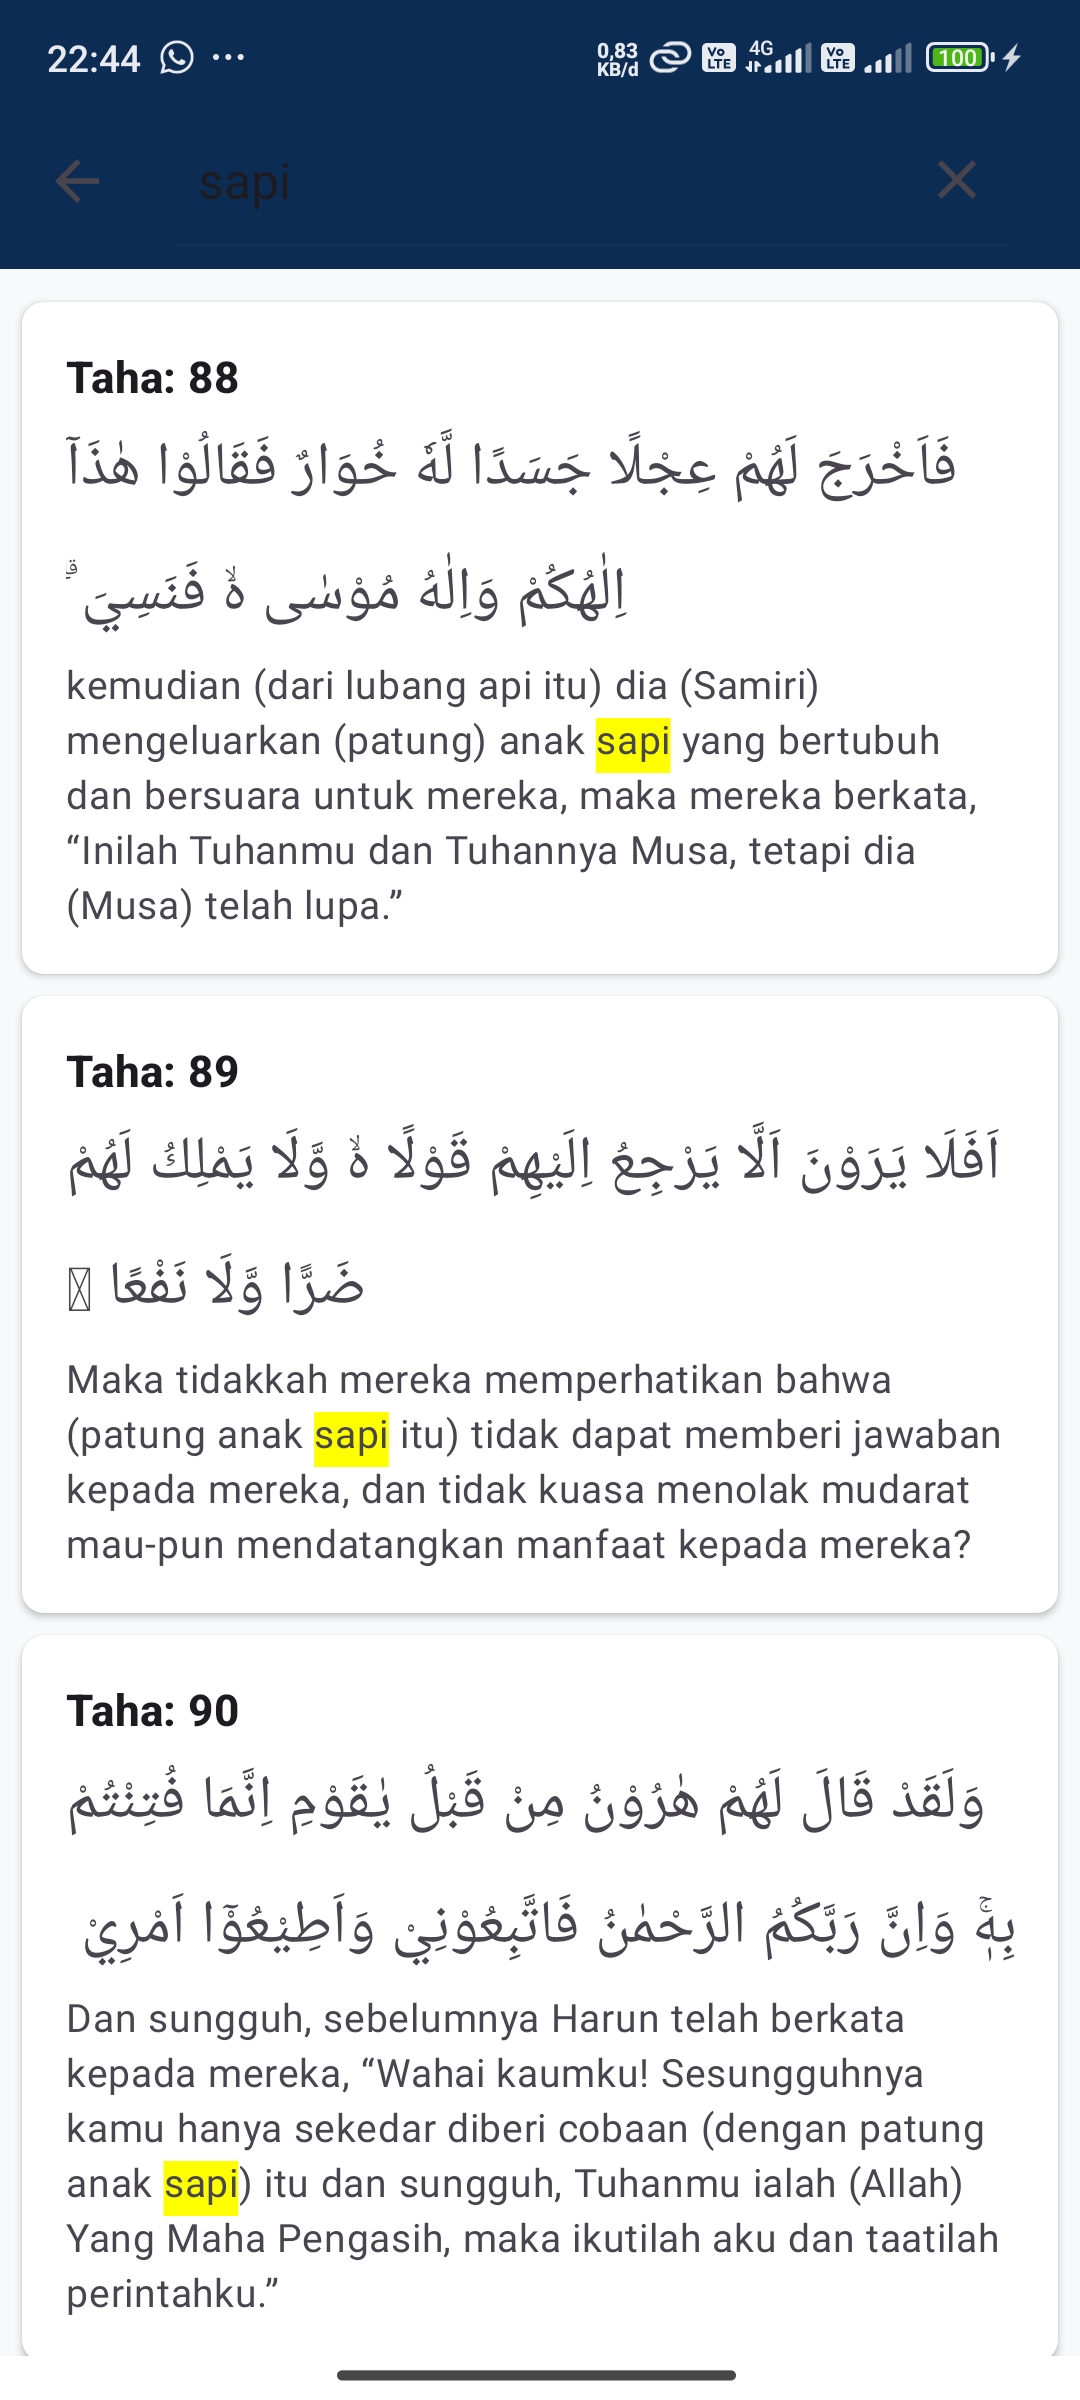 22:44
0,83
KB/d
Vo
LTE
4G
Vo
LTE
100
sapi
Taha: 88
فَاَخْرَجَ لَهُمْ عِجْلًا جَسَدًا لَّهٗ خُوَارٌ فَقَالُوْا هٰذَآ
اِلٰهُكُمْ وَاِلٰهُ مُوْسٰى ەۙ فَنَسِيَ ۗ
kemudian (dari lubang api itu) dia (Samiri)
mengeluarkan (patung) anak sapi yang bertubuh
dan bersuara untuk mereka, maka mereka berkata,
“Inilah Tuhanmu dan Tuhannya Musa, tetapi dia
(Musa) telah lupa.”
Taha: 89
اَفَلَا يَرَوْنَ اَلَّا يَرْجِعُ اِلَيْهِمْ قَوْلًا ەۙ وَّلَا يَمْلِكُ لَهُمْ
ضَرًّا وَّلَا نَفْعًا
Maka tidakkah mereka memperhatikan bahwa
(patung anak sapi itu) tidak dapat memberi jawaban
kepada mereka, dan tidak kuasa menolak mudarat
mau-pun mendatangkan manfaat kepada mereka?
Taha: 90
وَلَقَدْ قَالَ لَهُمْ هٰرُوْنُ مِنْ قَبْلُ يٰقَوْمِ اِنَّمَا فُتِنْتُمْ
بِهٖۚ وَاِنَّ رَبَّكُمُ الرَّحْمٰنُ فَاتَّبِعُوْنِيْ وَاَطِيْعُوْٓا اَمْرِيْ
Dan sungguh, sebelumnya Harun telah berkata
kepada mereka, “Wahai kaumku! Sesungguhnya
kamu hanya sekedar diberi cobaan (dengan patung
anak sapi) itu dan sungguh, Tuhanmu ialah (Allah)
Yang Maha Pengasih, maka ikutilah aku dan taatilah
perintahku.”